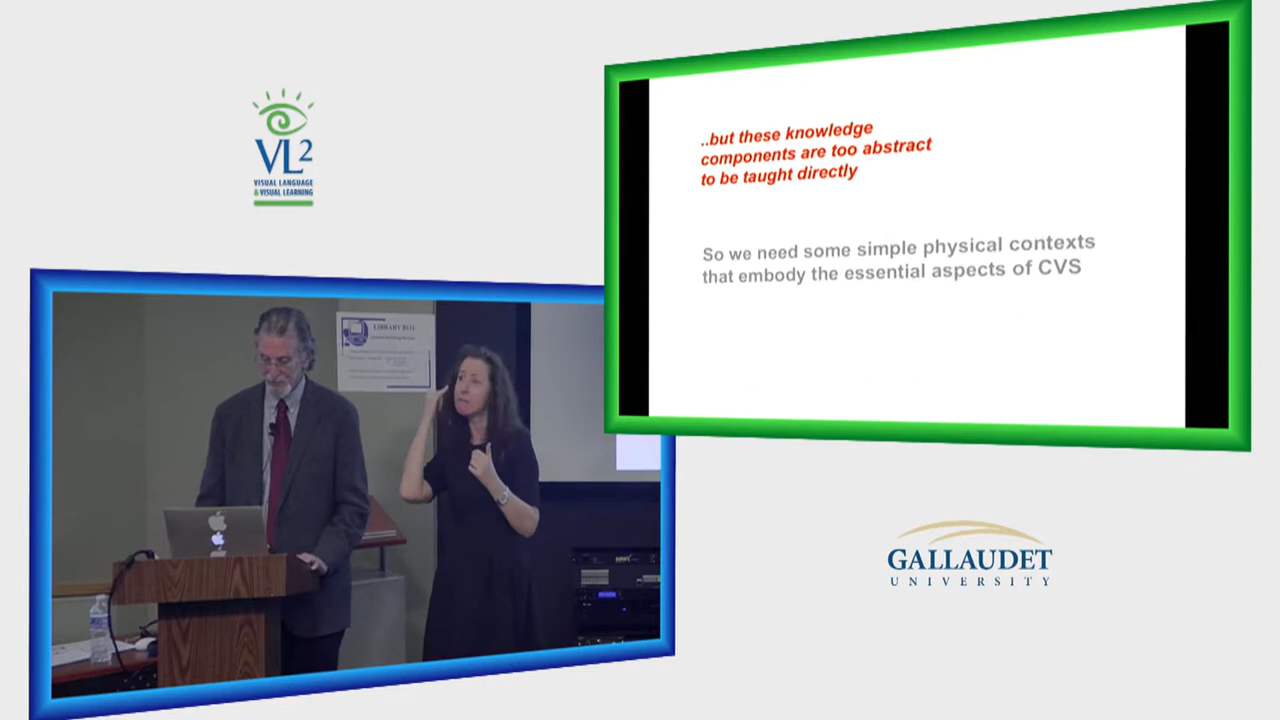 VL2
VISUAL LANGUAGE
& VISUAL LEARNING
..but these knowledge
components are too abstract
to be taught directly
So we need some simple physical contexts
that embody the essential aspects of CVS
LIBRARY B111
GALLAUDET
UNIVERSITY